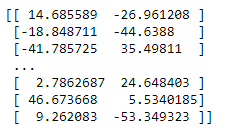 [[ 14.685589 -26.961208 ]
[-18.848711 -44.6388 ]
[-41.785725 35.49811 ]
...
[ 2.7862687 24.648403 ]
[ 46.673668 5.5340185]
[ 9.262083 -53.349323 ]]